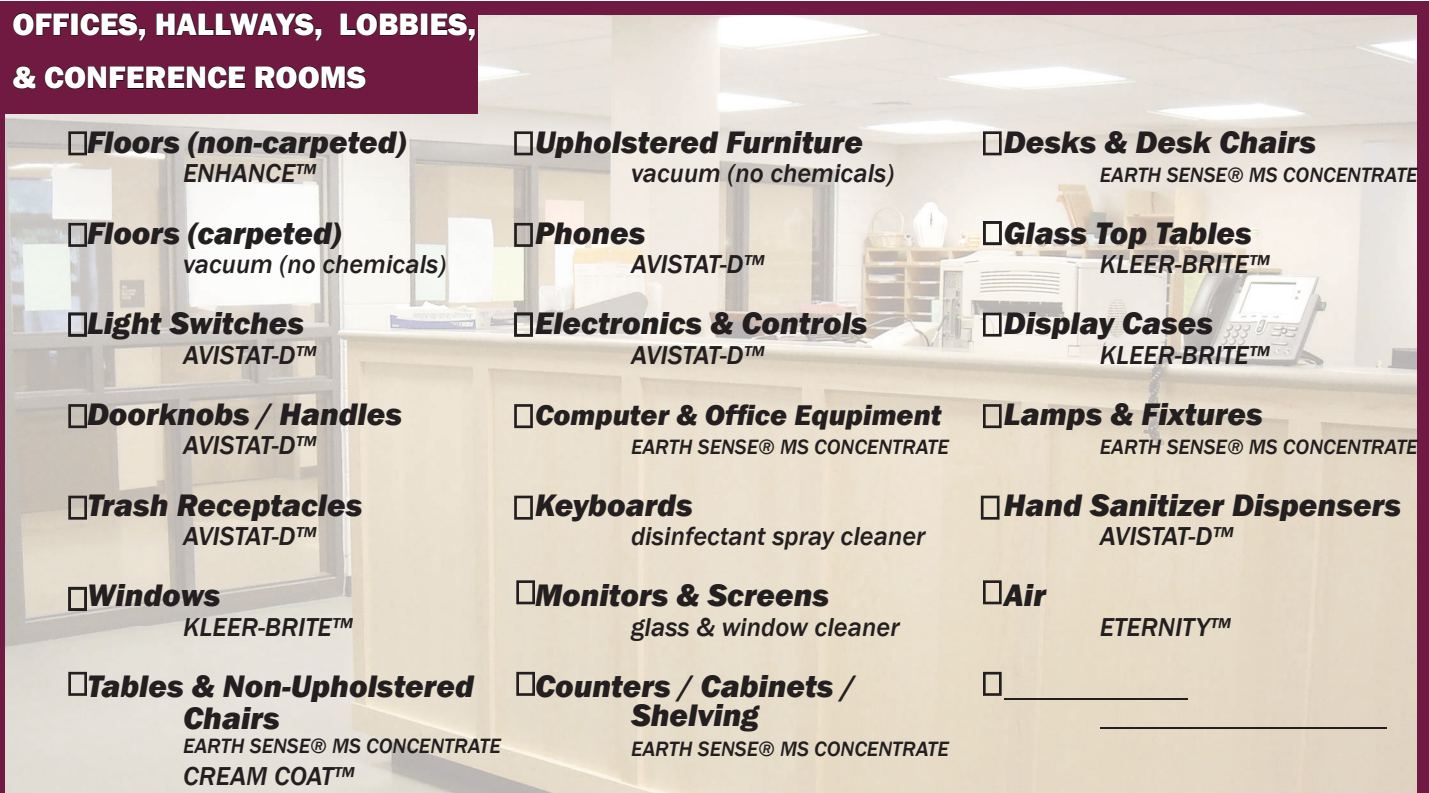 OFFICES, HALLWAYS, LOBBIES,
& CONFERENCE ROOMS
Floors (non-carpeted)
ENHANCE™
Floors (carpeted)
vacuum (no chemicals)
Light Switches
AVISTAT-D™
Doorknobs / Handles
AVISTAT-D™
Trash Receptacles
AVISTAT-D™
Windows
KLEER-BRITE™
Tables & Non-Upholstered
Chairs
EARTH SENSE® MS CONCENTRATE
CREAM COAT™
Upholstered Furniture
vacuum (no chemicals)
Phones
AVISTAT-D™
Electronics & Controls
AVISTAT-D™
Computer & Office Equpiment
EARTH SENSE® MS CONCENTRATE
Keyboards
disinfectant spray cleaner
Monitors & Screens
glass & window cleaner
Counters / Cabinets /
Shelving
EARTH SENSE® MS CONCENTRATE
Desks & Desk Chairs
EARTH SENSE® MS CONCENTRATE
Glass Top Tables
KLEER-BRITE™
Display Cases
KLEER-BRITE™
Lamps & Fixtures
EARTH SENSE® MS CONCENTRATE
Hand Sanitizer Dispensers
AVISTAT-D™
Air
ETERNITY™